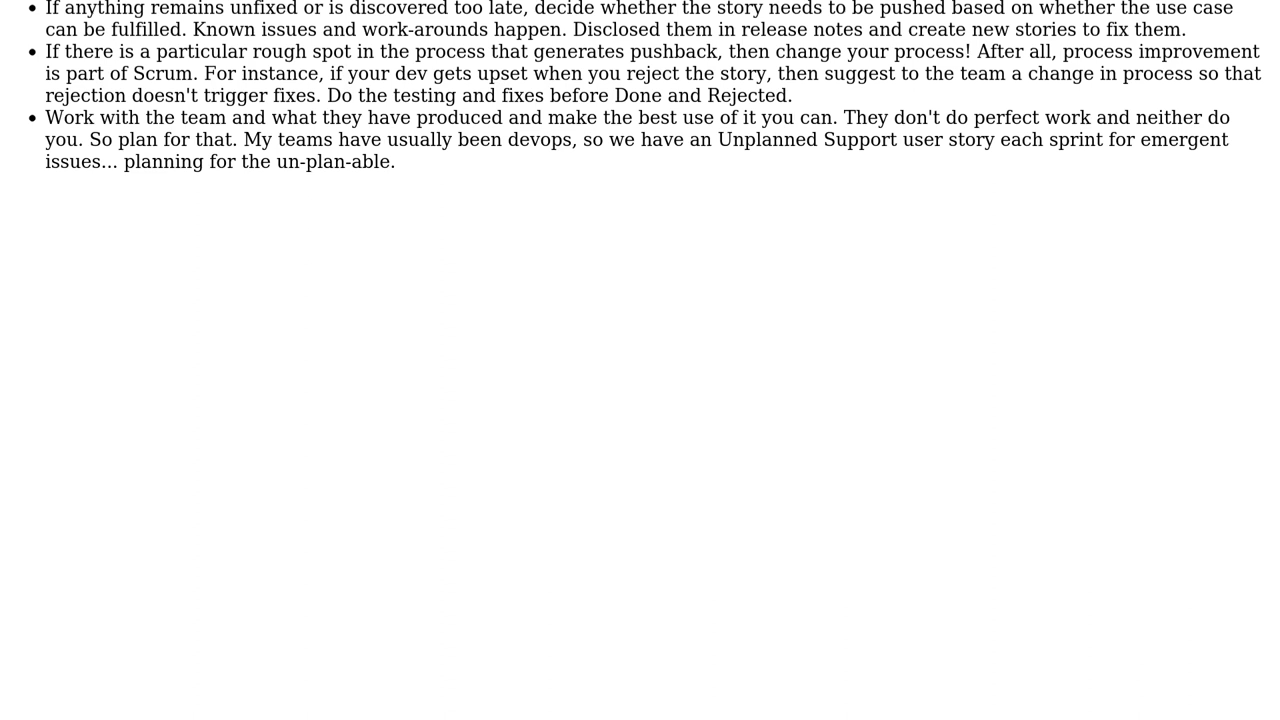 • If anything remains unfixed or is discovered too late, decide whether the story needs to be pushed based on whether the use case
can be fulfilled. Known issues and work-arounds happen. Disclosed them in release notes and create new stories to fix them.
• If there is a particular rough spot in the process that generates pushback, then change your process! After all, process improvement
is part of Scrum. For instance, if your dev gets upset when you reject the story, then suggest to the team a change in process so that
rejection doesn't trigger fixes. Do the testing and fixes before Done and Rejected.
• Work with the team and what they have produced and make the best use of it you can. They don't do perfect work and neither do
you. So plan for that. My teams have usually been devops, so we have an Unplanned Support user story each sprint for emergent
issues... planning for the un-plan-able.